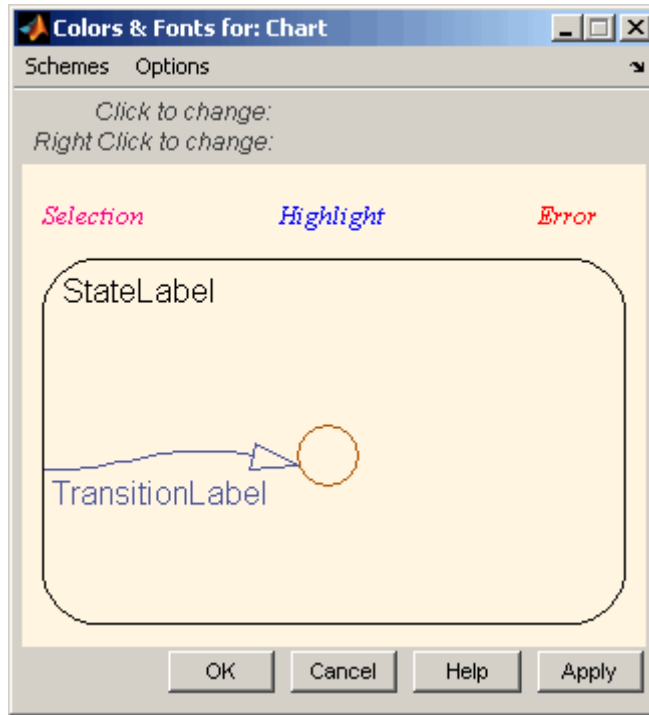 Colors & Fonts for: Chart
Schemes Options
Click to change:
Right Click to change:
Selection Highlight Error
StateLabel
TransitionLabel
OK Cancel Help Apply